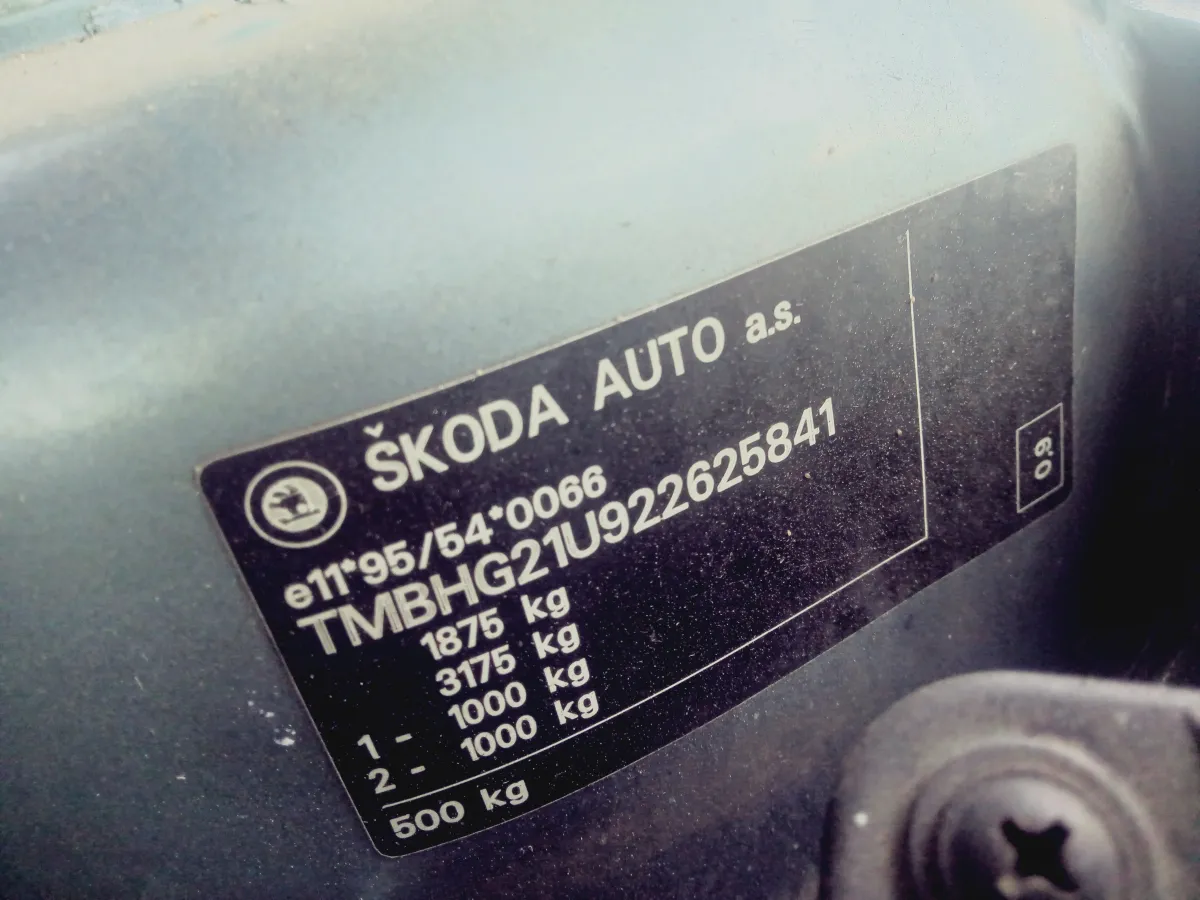 ŠKODA AUTO a.s.
e11*95/54*0066
TMBHG21U922625841
1875 kg
3175 kg
1 - 1000 kg
2 - 1000 kg
500 kg
6.0